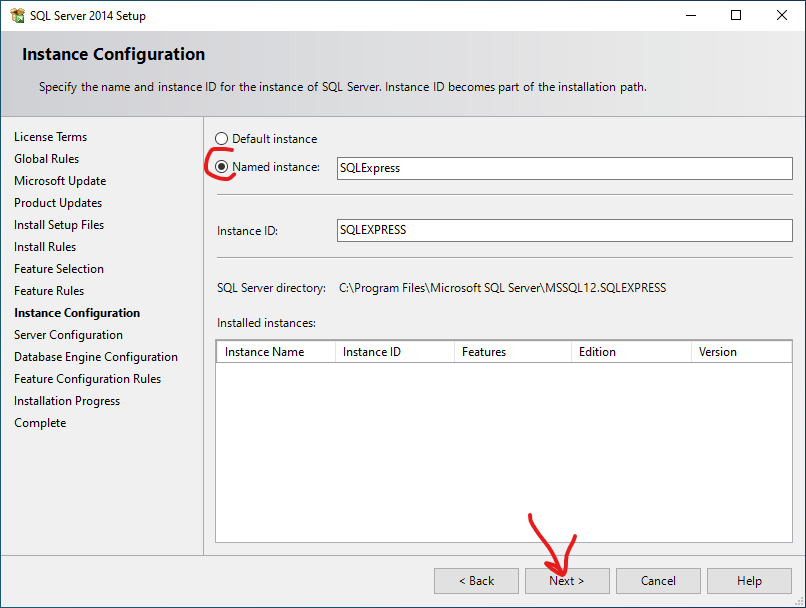 SQL Server 2014 Setup
Instance Configuration
Specify the name and instance ID for the instance of SQL Server. Instance ID becomes part of the installation path.
License Terms
Global Rules
Microsoft Update
Product Updates
Install Setup Files
Install Rules
Feature Selection
Feature Rules
Instance Configuration
Server Configuration
Database Engine Configuration
Feature Configuration Rules
Installation Progress
Complete
Default instance
Named instance: SQLExpress
Instance ID: SQLEXPRESS
SQL Server directory: C:\Program Files\Microsoft SQL Server\MSSQL12.SQLEXPRESS
Installed instances:
Instance Name Instance ID Features Edition Version
< Back Next > Cancel Help